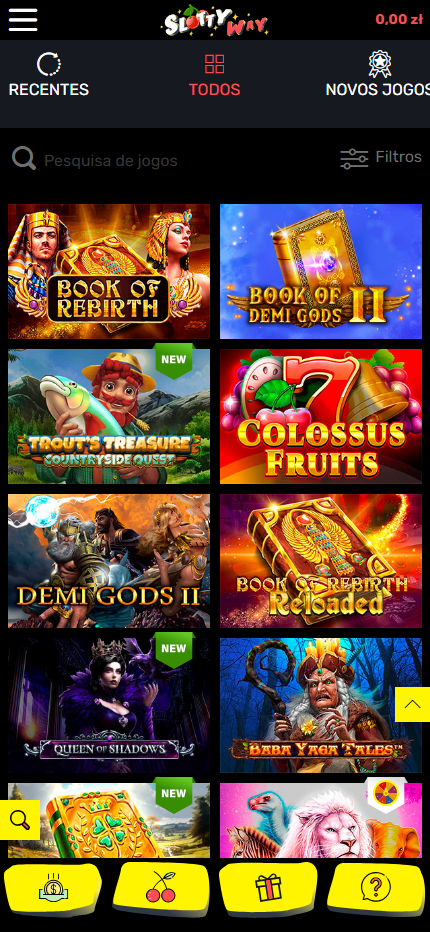 SLOTTY WAY
0,00 zł
RECENTES
TODOS
NOVOS JOGOS
Pesquisa de jogos
Filtros
BOOK OF
REBIRTH
BOOK OF
DEMI GODS II
NEW
TROUT'S TREASURE
COUNTRYSIDE QUEST
7
COLOSSUS
FRUITS
DEMI GODS II
BOOK OF REBIRTH
Reloaded
NEW
QUEEN OF SHADOWS
BABA YAGA TALES™
NEW